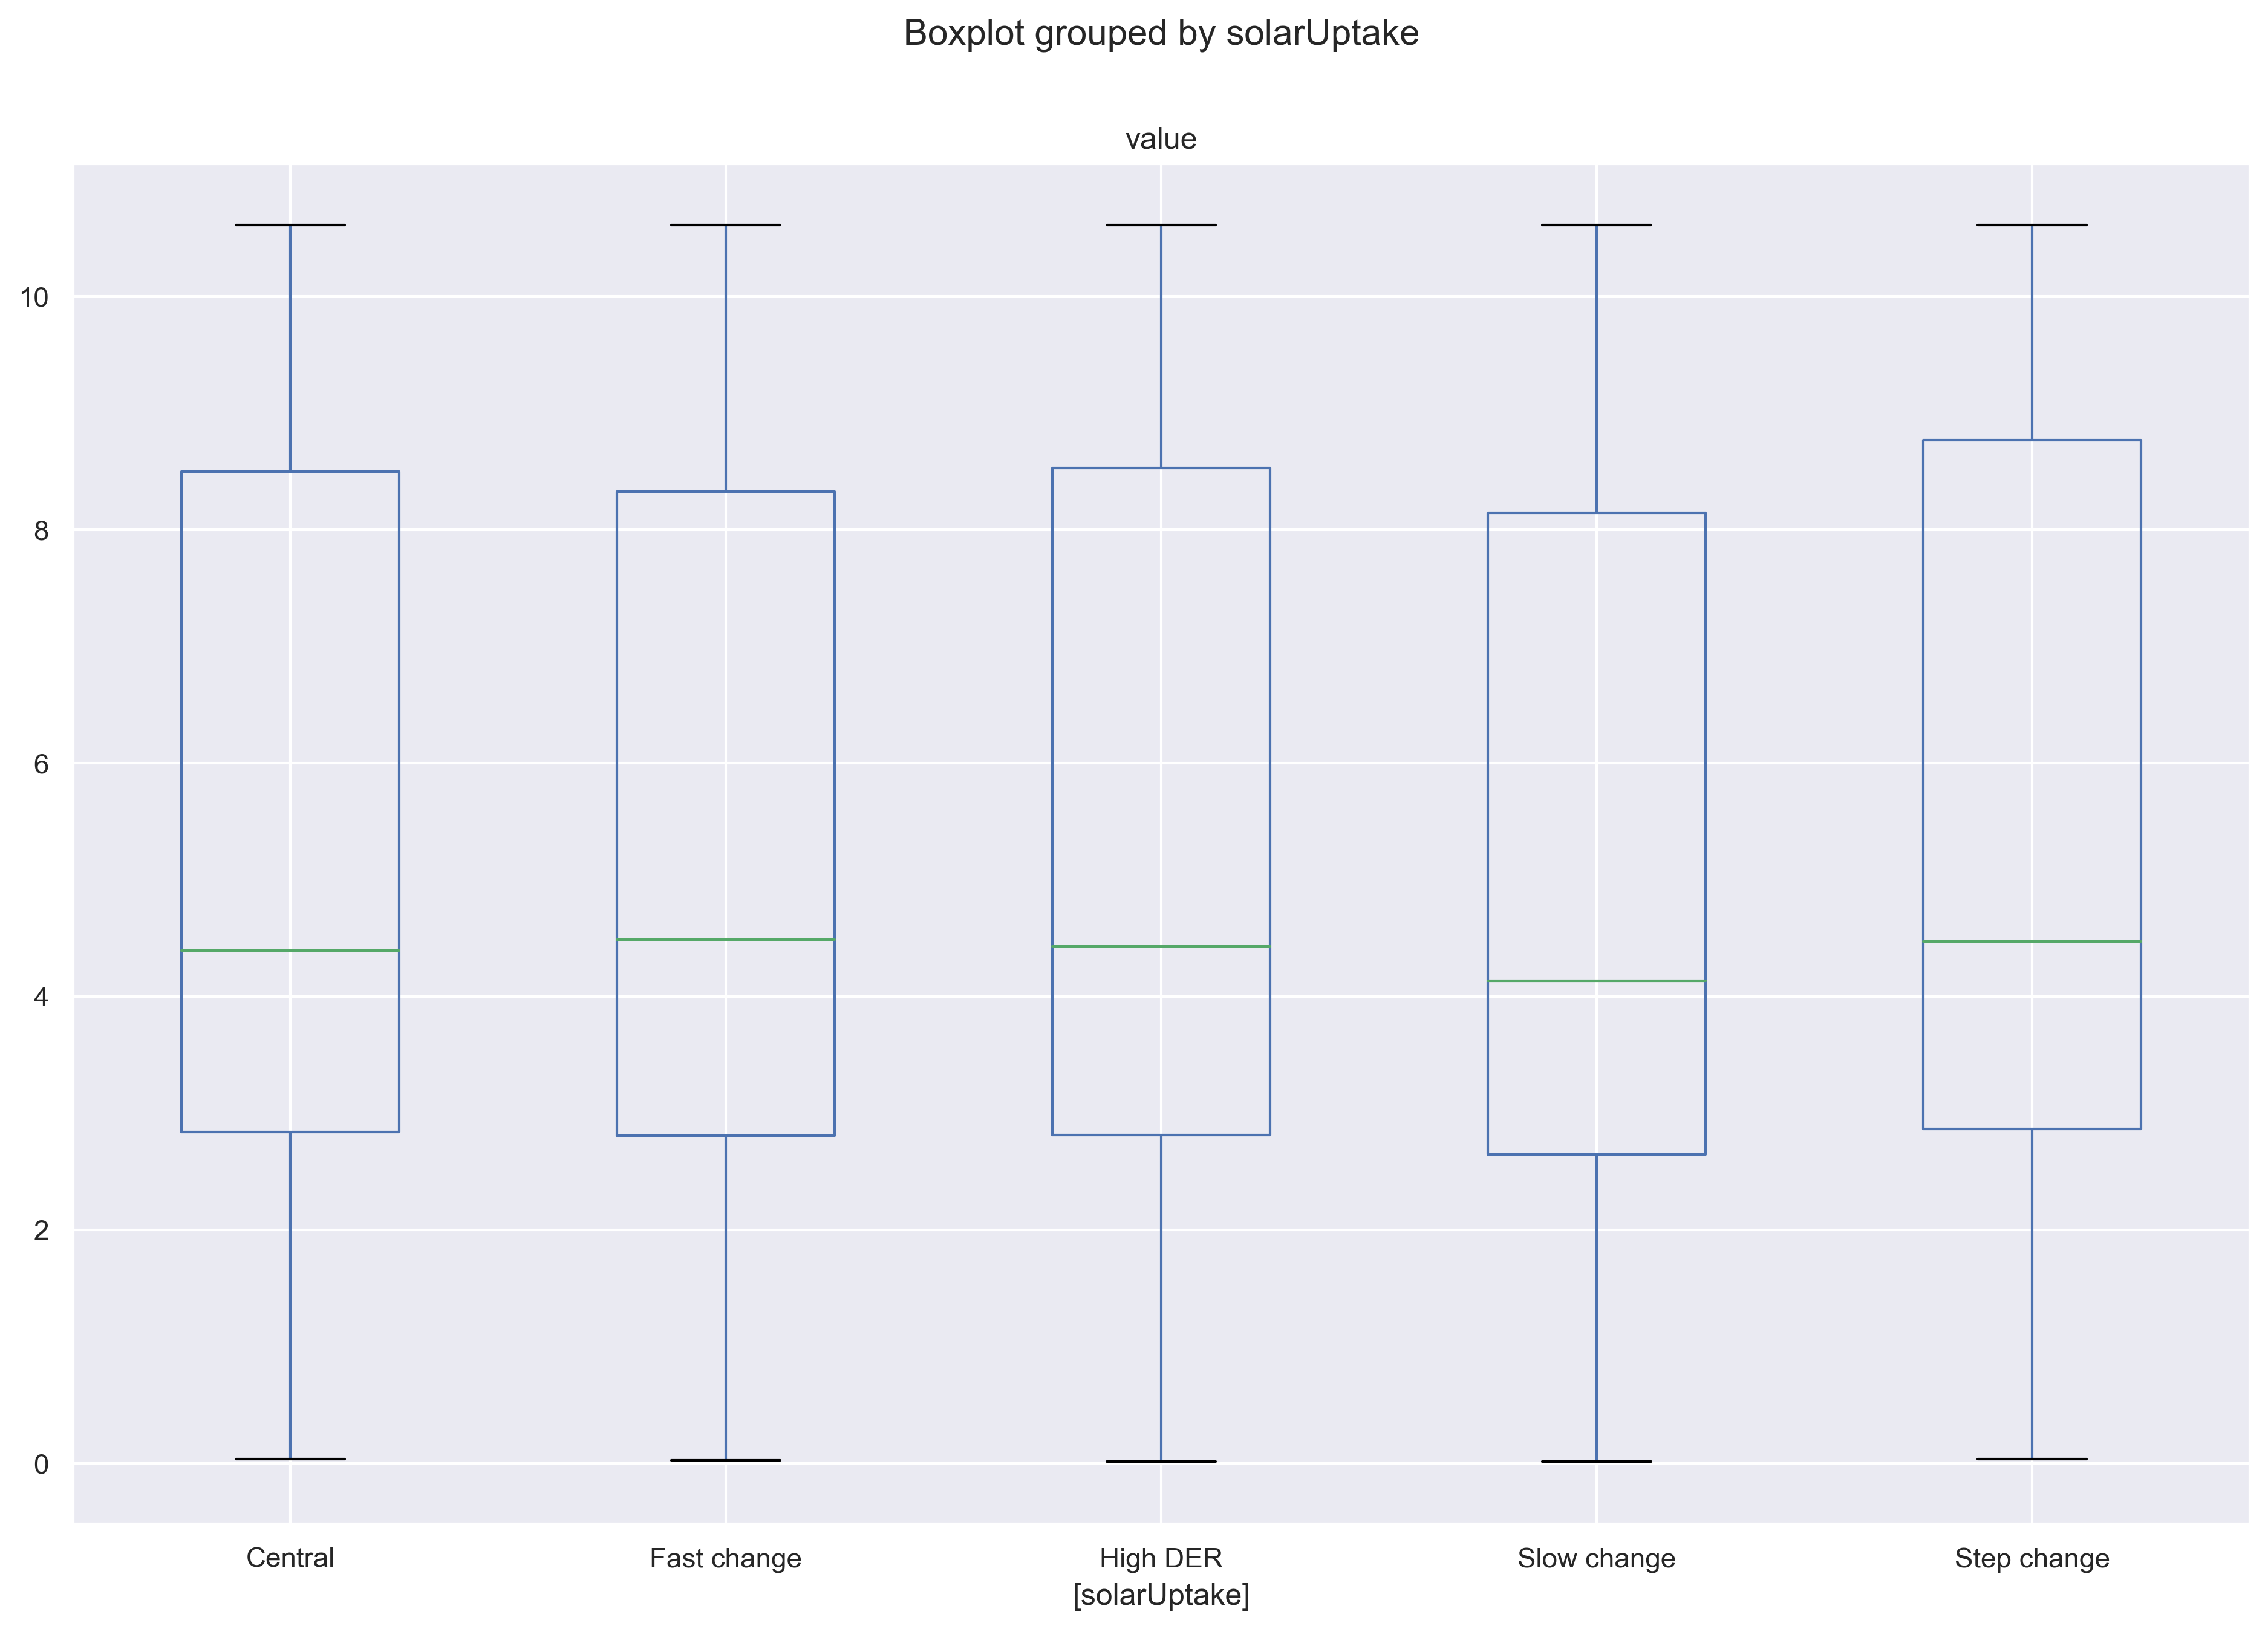 Boxplot grouped by solarUptake
value
10
8
6
4
2
0
Central Fast change High DER Slow change Step change
[solarUptake]